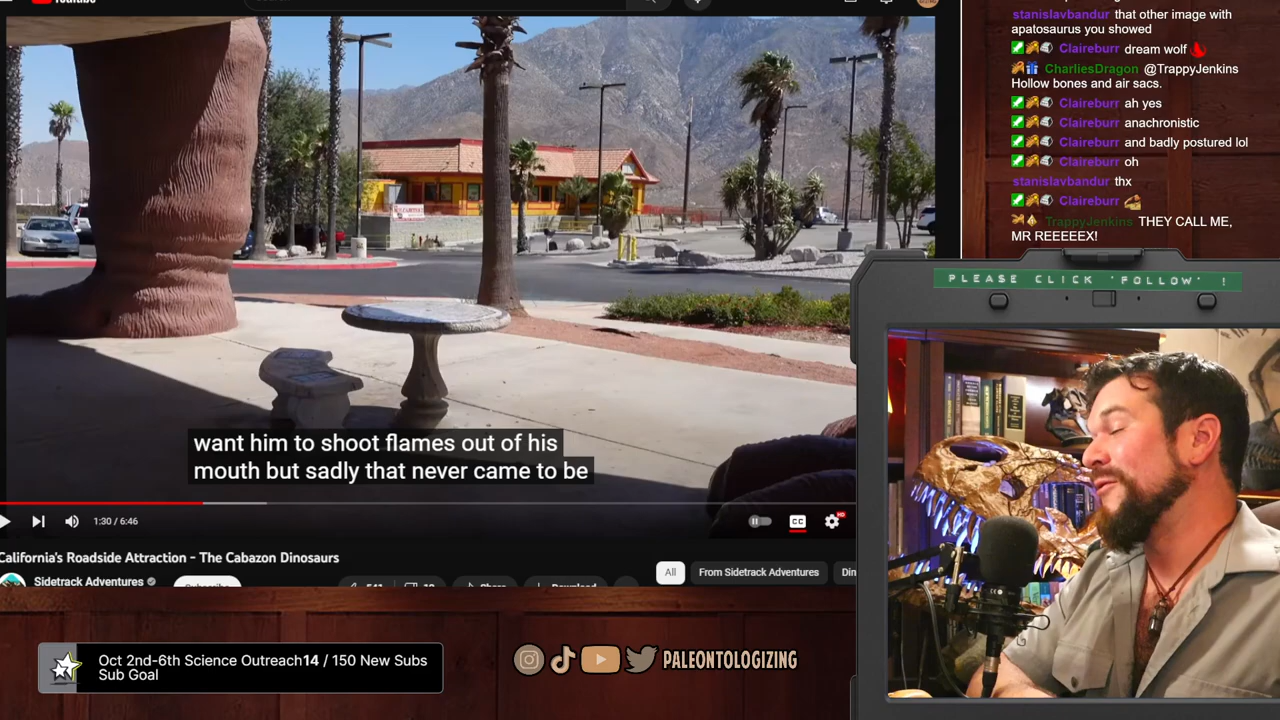 stanislavbandur that other image with
apatosaurus you showed
Claireburr dream wolf
CharliesDragon @TrappyJenkins
Hollow bones and air sacs.
Claireburr ah yes
Claireburr anachronistic
Claireburr and badly postured lol
Claireburr oh
stanislavbandur thx
Claireburr
TrappyJenkins THEY CALL ME,
MR REEEEEX!
PLEASE CLICK 'FOLLOW' !
want him to shoot flames out of his
mouth but sadly that never came to be
1:30 / 6:46
CC
HD
California's Roadside Attraction - The Cabazon Dinosaurs
Sidetrack Adventures
All
From Sidetrack Adventures
Oct 2nd-6th Science Outreach14 / 150 New Subs
Sub Goal
PALEONTOLOGIZING